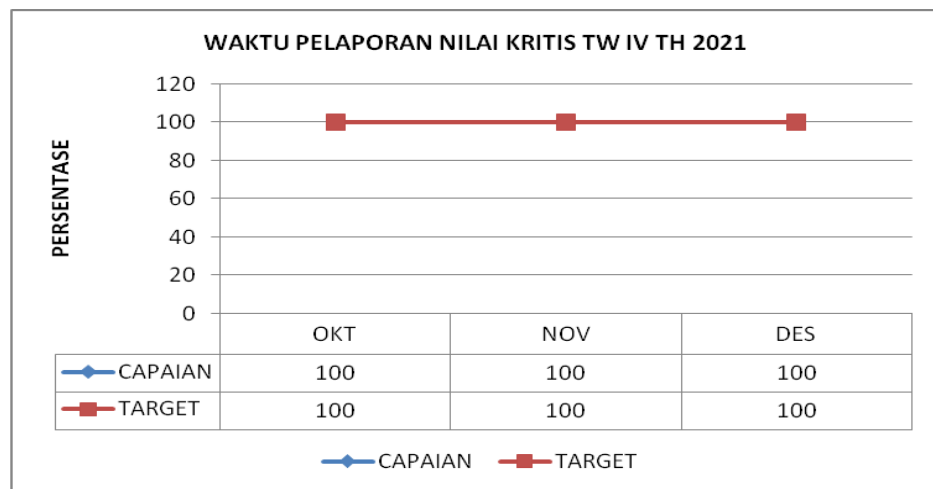 WAKTU PELAPORAN NILAI KRITIS TW IV TH 2021
PERSENTASE
120
100
80
60
40
20
0
OKT NOV DES
CAPAIAN 100 100 100
TARGET 100 100 100
CAPAIAN TARGET